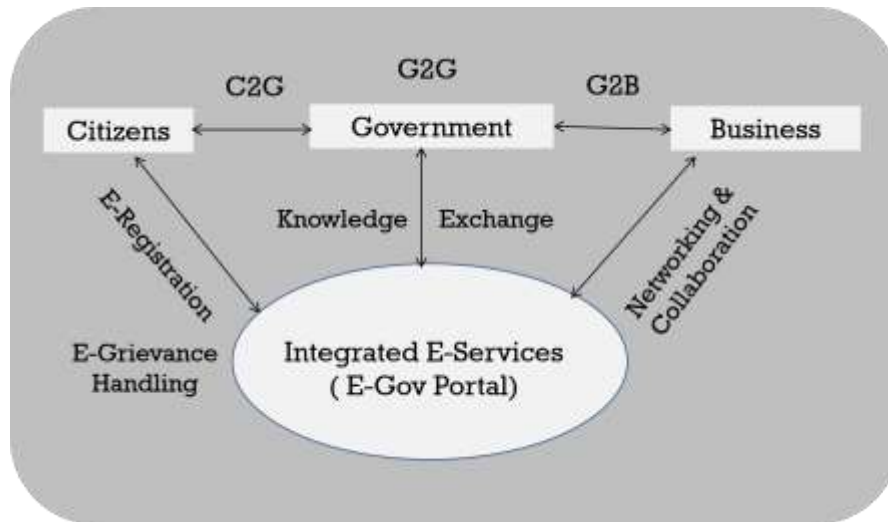 G2G
C2G
G2B
Citizens
Government
Business
E-Registration
Knowledge
Exchange
Networking &
Collaboration
E-Grievance
Handling
Integrated E-Services
( E-Gov Portal)